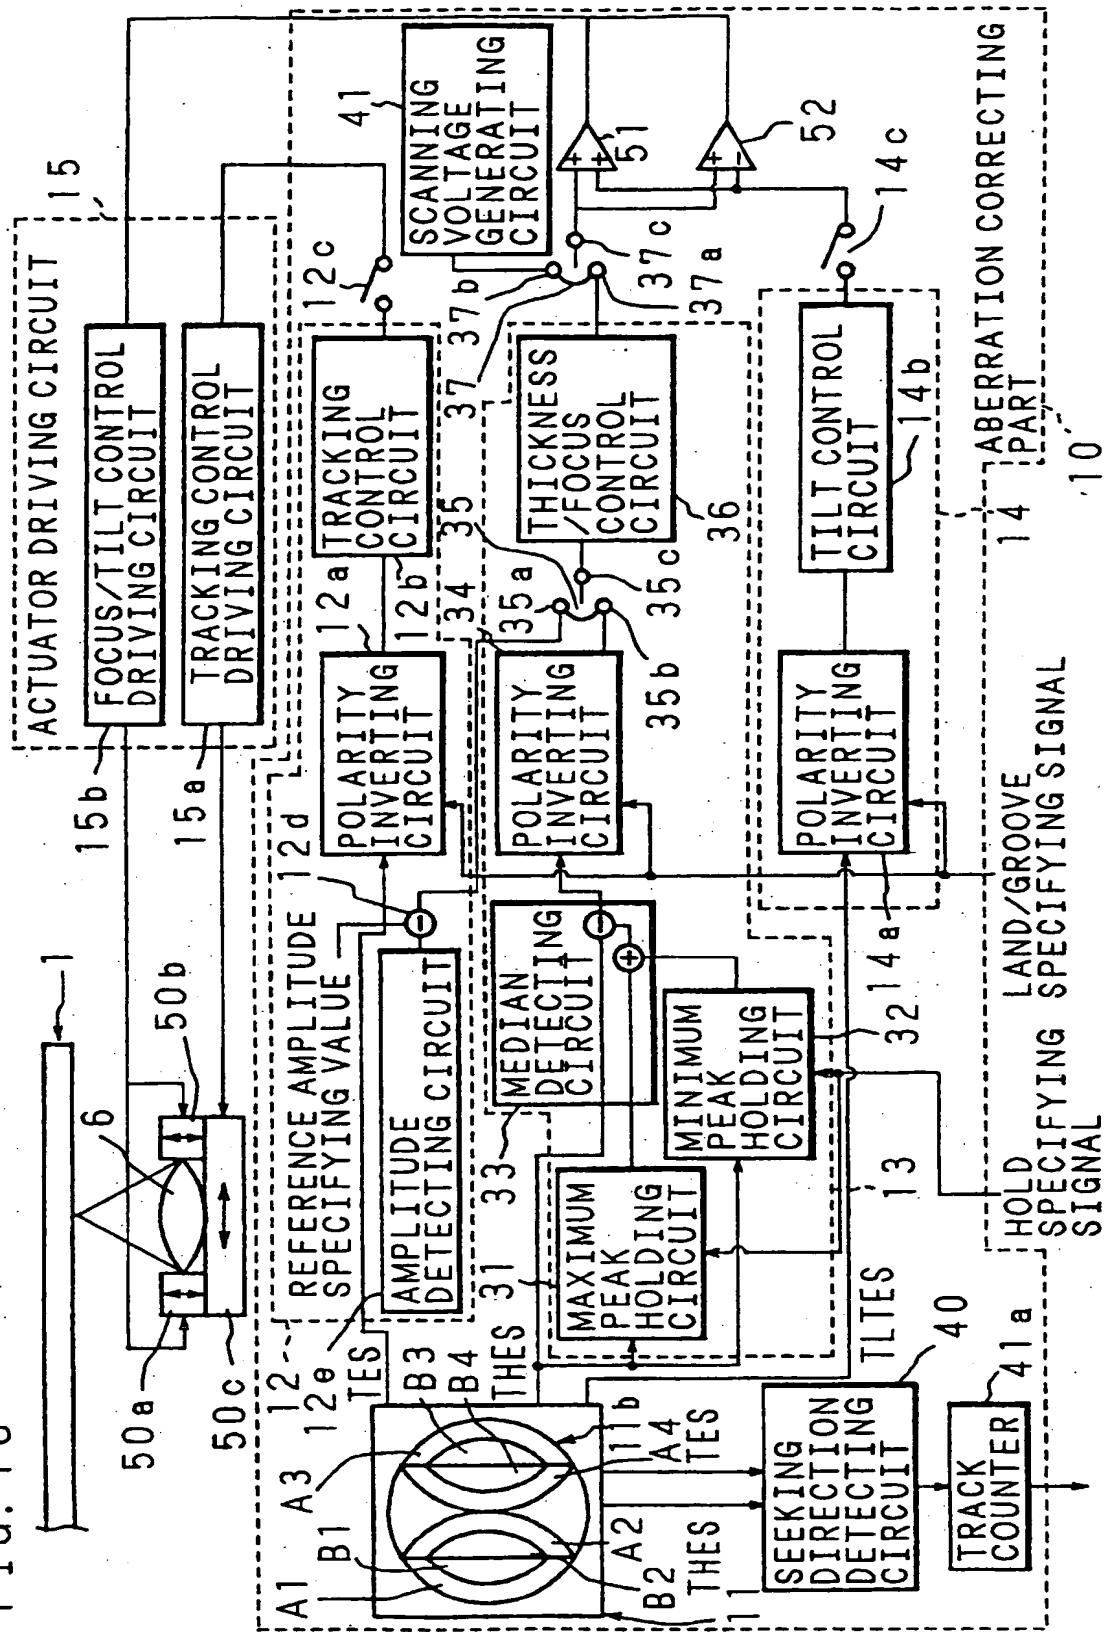 1
6
50a
50b
50c
ACTUATOR DRIVING CIRCUIT
15
15b
FOCUS/TILT CONTROL
DRIVING CIRCUIT
15a
TRACKING CONTROL
DRIVING CIRCUIT
12
REFERENCE AMPLITUDE
SPECIFYING VALUE
12d
12e
AMPLITUDE
DETECTING CIRCUIT
POLARITY
INVERTING
CIRCUIT
12a
TRACKING
CONTROL
CIRCUIT
12b
12c
41
SCANNING
VOLTAGE
GENERATING
CIRCUIT
TES
THES
A1
B1
A3
B3
B4
11b
A4
A2
B2
11
THES
TES
31
MAXIMUM
PEAK
HOLDING
CIRCUIT
33
MEDIAN
DETECTING
CIRCUIT
MINIMUM
PEAK
HOLDING
CIRCUIT
32
13
34
POLARITY
INVERTING
CIRCUIT
35
35a
35b
35c
THICKNESS
/FOCUS
CONTROL
CIRCUIT
36
37
37b
37c
37a
+
+
51
+
-
52
TILTES
POLARITY
INVERTING
CIRCUIT
14a
TILT CONTROL
CIRCUIT
14b
14c
14
SEEKING
DIRECTION
DETECTING
CIRCUIT
40
TRACK
COUNTER
41a
HOLD
SPECIFYING
SIGNAL
LAND/GROOVE
SPECIFYING SIGNAL
ABERRATION CORRECTING
PART
10